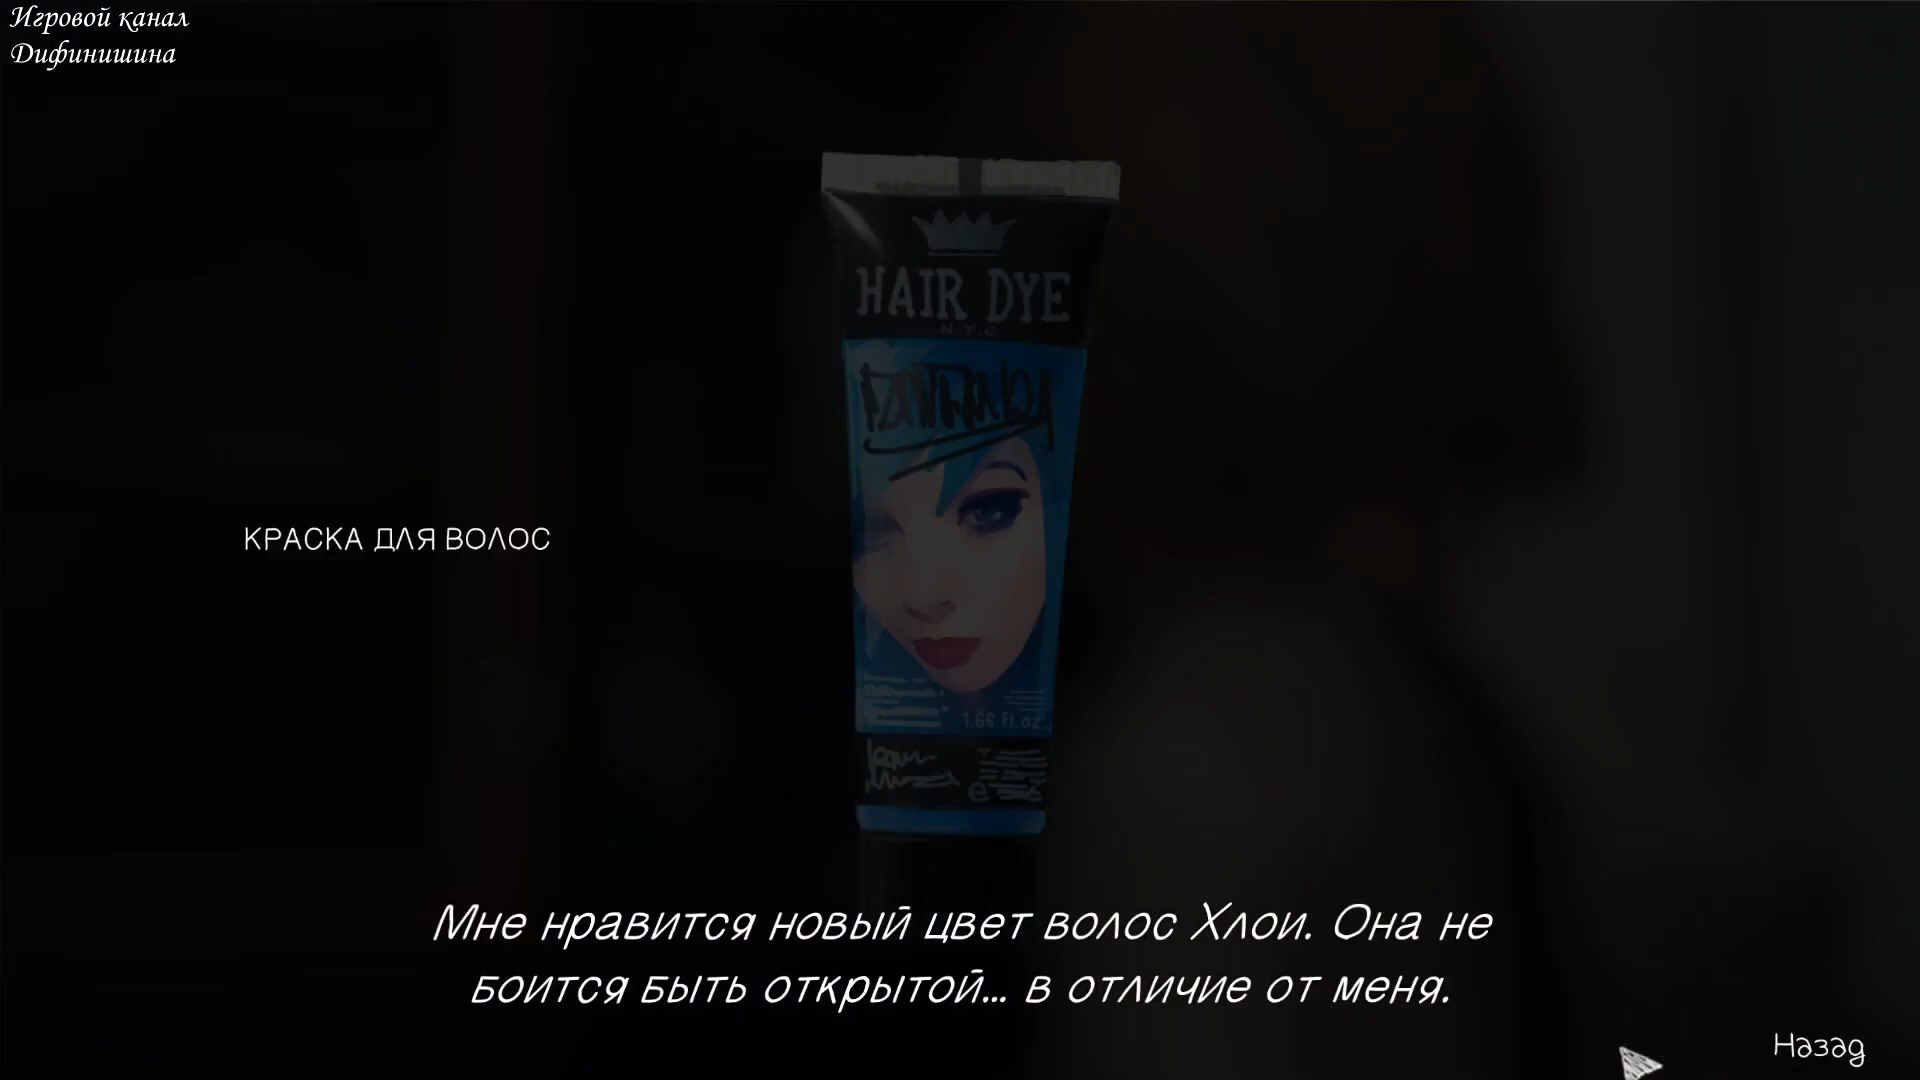 Игровой канал
Дифинишина
HAIR DYE
N.Y.C
1.66 fl.oz.
КРАСКА ДЛЯ ВОЛОС
Мне нравится новый цвет волос Хлои. Она не
боится быть открытой... в отличие от меня.
Назад